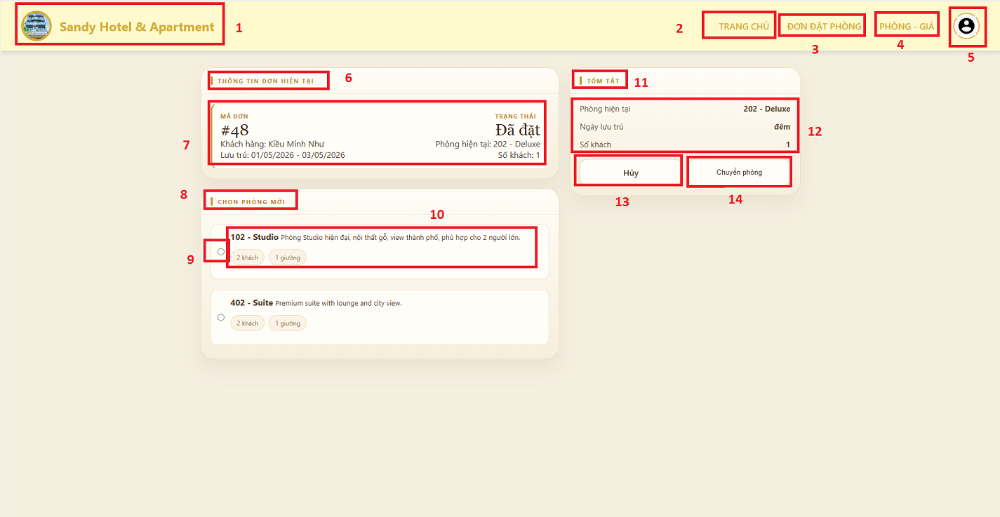 Sandy Hotel & Apartment
1
2
TRANG CHỦ
ĐƠN ĐẶT PHÒNG
PHÒNG - GIÁ
3
4
5
THÔNG TIN ĐƠN HIỆN TẠI
6
MÃ ĐƠN
TRẠNG THÁI
#48
Đã đặt
Khách hàng: Kiều Minh Như
Phòng hiện tại: 202 - Deluxe
Lưu trú: 01/05/2026 - 03/05/2026
Số khách: 1
7
8
CHỌN PHÒNG MỚI
10
9
102 - Studio Phòng Studio hiện đại, nội thất gỗ, view thành phố, phù hợp cho 2 người lớn.
2 khách
1 giường
402 - Suite Premium suite with lounge and city view.
2 khách
1 giường
TÓM TẮT
11
Phòng hiện tại
202 - Deluxe
Ngày lưu trú
đêm
12
Số khách
1
Hủy
Chuyển phòng
13
14